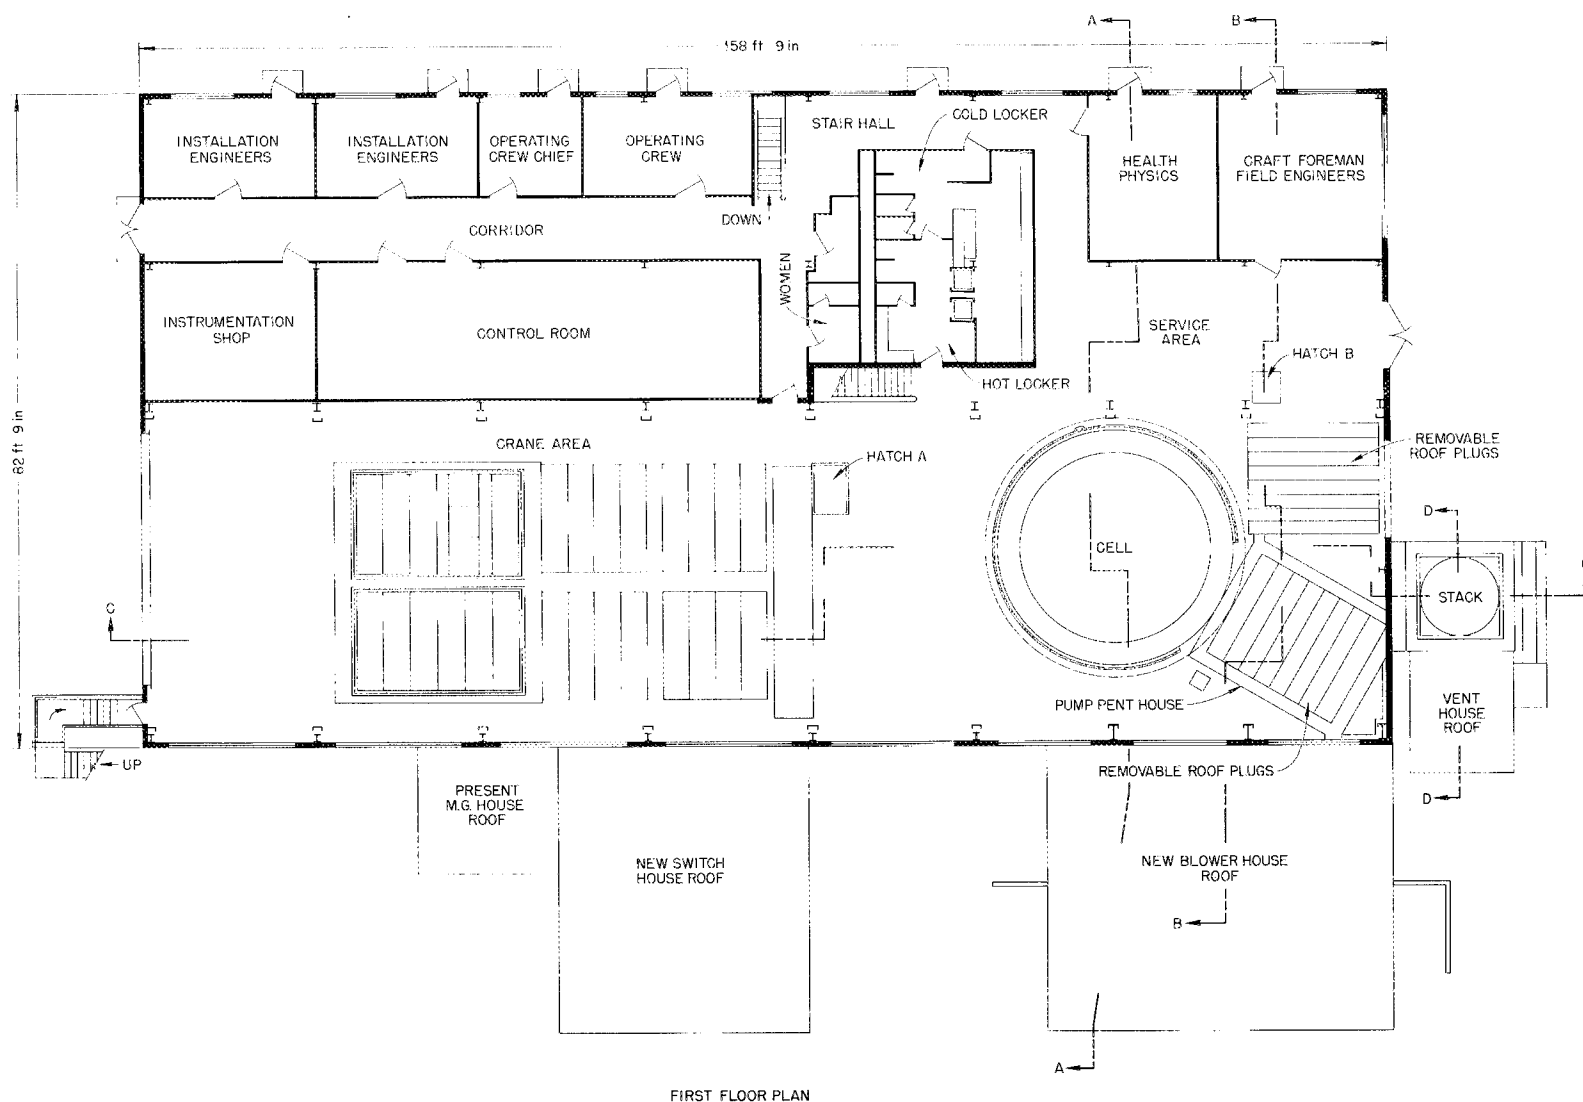 A
B
158 ft 9 in
INSTALLATION
ENGINEERS
INSTALLATION
ENGINEERS
OPERATING
CREW CHIEF
OPERATING
CREW
STAIR HALL
COLD LOCKER
HEALTH
PHYSICS
CRAFT FOREMAN
FIELD ENGINEERS
DOWN
CORRIDOR
WOMEN
INSTRUMENTATION
SHOP
CONTROL ROOM
SERVICE
AREA
HATCH B
HOT LOCKER
82 ft 9 in
CRANE AREA
HATCH A
REMOVABLE
ROOF PLUGS
D
CELL
STACK
C
PUMP PENT HOUSE
VENT
HOUSE
ROOF
UP
REMOVABLE ROOF PLUGS
D
PRESENT
M.G. HOUSE
ROOF
NEW SWITCH
HOUSE ROOF
NEW BLOWER HOUSE
ROOF
B
A
FIRST FLOOR PLAN